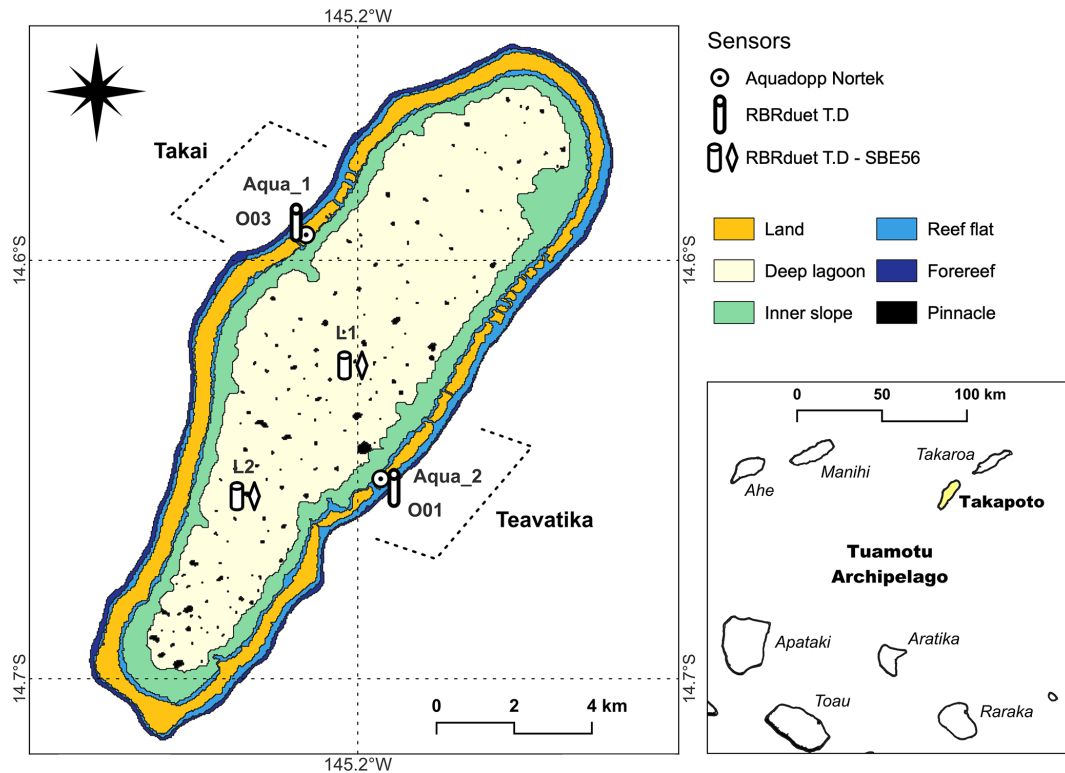 145.2°W
Takai
Aqua_1
O03
14.6°S
14.6°S
L1
L2
Aqua_2
O01
Teavatika
14.7°S
14.7°S
0 2 4 km
145.2°W
Sensors
Aquadopp Nortek
RBRduet T.D
RBRduet T.D - SBE56
Land
Reef flat
Deep lagoon
Forereef
Inner slope
Pinnacle
0 50 100 km
Takaroa
Manihi
Ahe
Takapoto
Tuamotu
Archipelago
Apataki
Aratika
Toau
Raraka